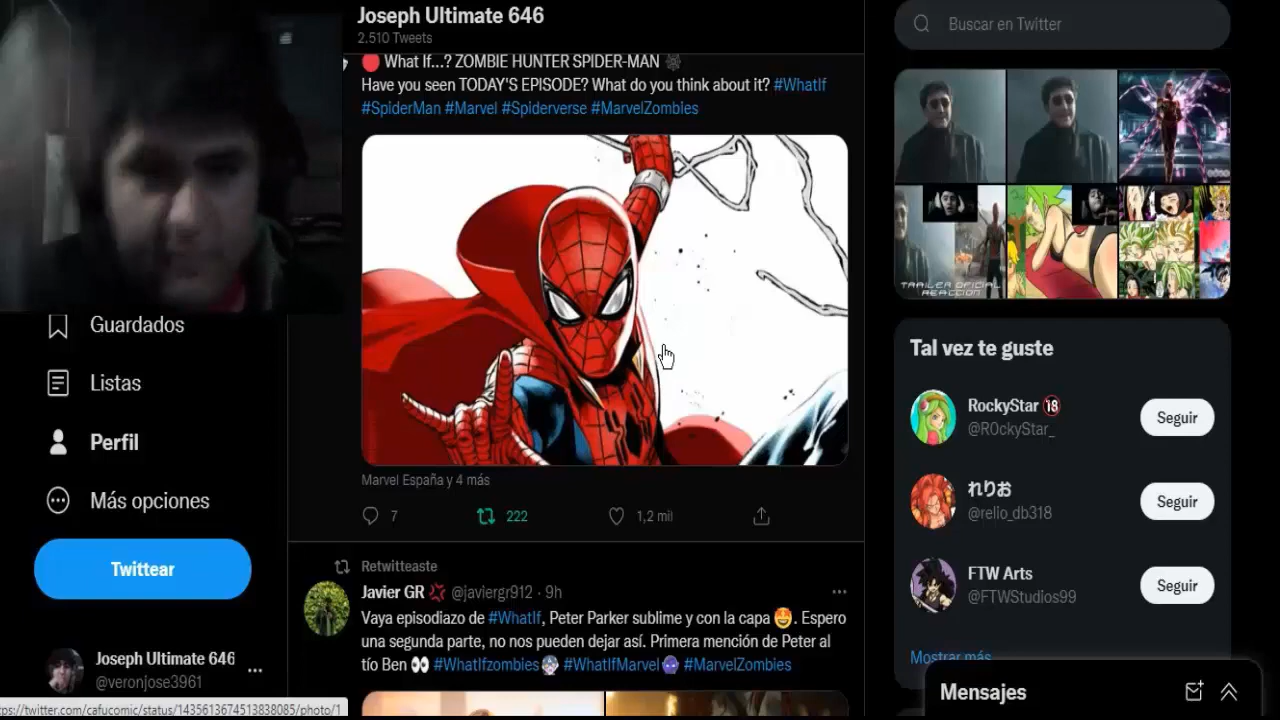 Joseph Ultimate 646
2.510 Tweets
What If...? ZOMBIE HUNTER SPIDER-MAN
Have you seen TODAY'S EPISODE? What do you think about it? #WhatIf
#SpiderMan #Marvel #Spiderverse #MarvelZombies
Marvel España y 4 más
7
222
1,2 mil
Retwitteaste
Javier GR @javiergr912 · 9h
Vaya episodiazo de #WhatIf, Peter Parker sublime y con la capa. Espero
una segunda parte, no nos pueden dejar así. Primera mención de Peter al
tío Ben #WhatIfzombies #WhatIfMarvel #MarvelZombies
Guardados
Listas
Perfil
Más opciones
Twittear
Joseph Ultimate 646
@veronjose3961
ps://twitter.com/cafucomic/status/1435613674513838085/photo/1
Buscar en Twitter
TRAILER OFICIAL
REACCION
Tal vez te guste
RockyStar 🔞
@R0ckyStar_
Seguir
れりお
@relio_db318
Seguir
FTW Arts
@FTWStudios99
Seguir
Mostrar más
Mensajes